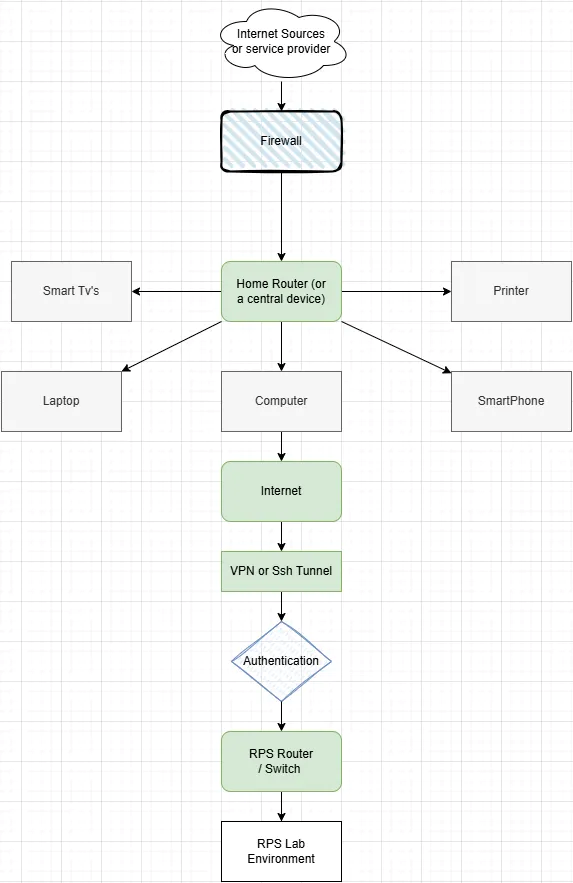 Internet Sources
or service provider
Firewall
Smart Tv's
Home Router (or
a central device)
Printer
Laptop
Computer
SmartPhone
Internet
VPN or Ssh Tunnel
Authentication
RPS Router
/ Switch
RPS Lab
Environment